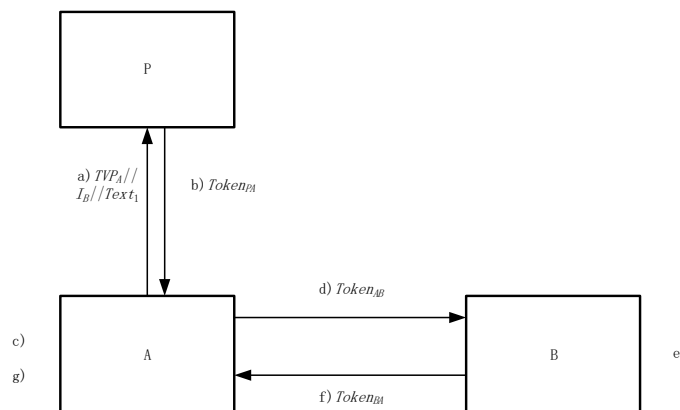 P
a) TVP_A//
I_B//Text_1
b) Token_PA
d) Token_AB
c)
A
B
e
g)
f) Token_BA